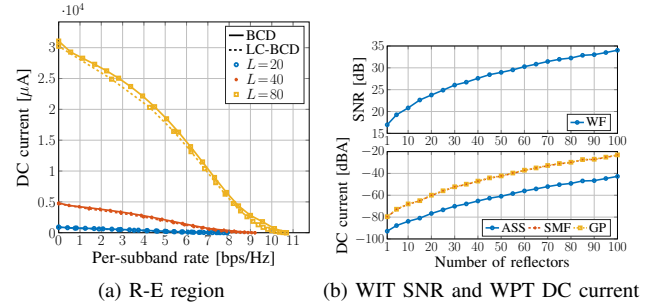 ·10⁴
DC current [μA]
3
2.5
2
1.5
1
0.5
0
BCD
LC-BCD
L=20
L=40
L=80
0 1 2 3 4 5 6 7 8 9 10 11
Per-subband rate [bps/Hz]
(a) R-E region
SNR [dB]
35
30
25
20
15
WF
1 10 20 30 40 50 60 70 80 90 100
DC current [dBA]
−20
−40
−60
−80
−100
ASS SMF GP
1 10 20 30 40 50 60 70 80 90 100
Number of reflectors
(b) WIT SNR and WPT DC current